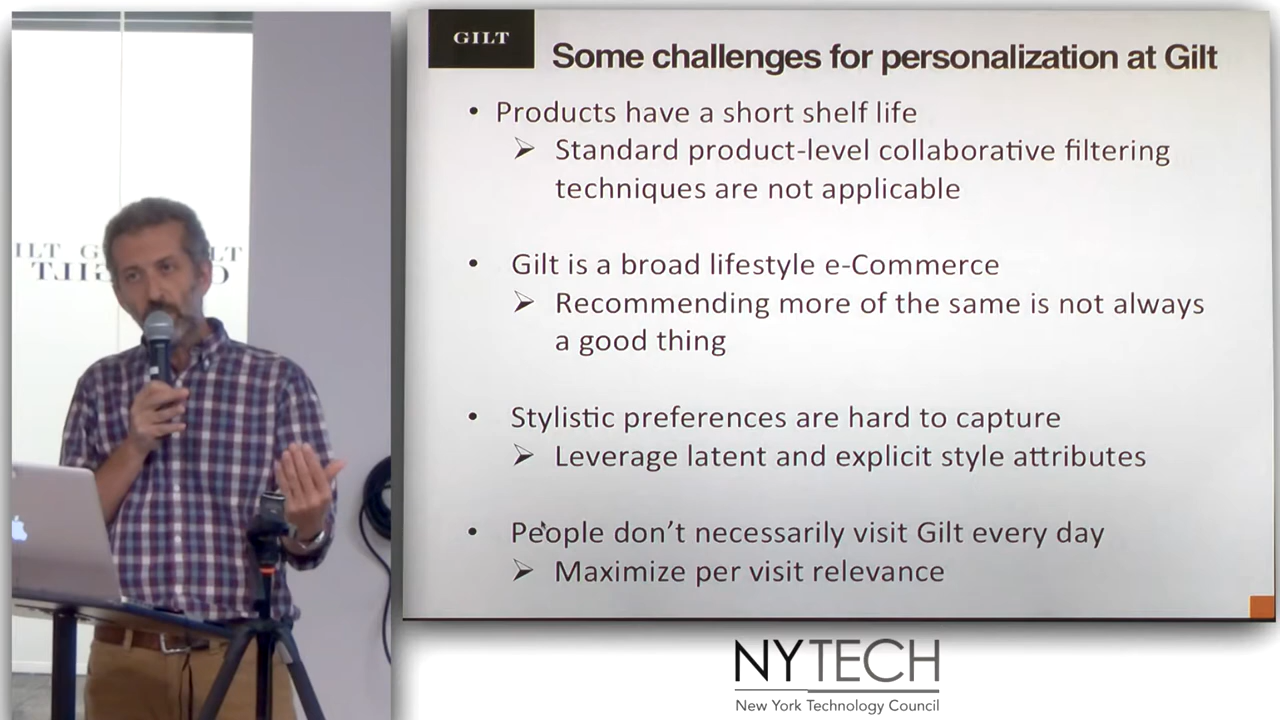 GILT
Some challenges for personalization at Gilt
• Products have a short shelf life
➢ Standard product-level collaborative filtering
techniques are not applicable
• Gilt is a broad lifestyle e-Commerce
➢ Recommending more of the same is not always
a good thing
• Stylistic preferences are hard to capture
➢ Leverage latent and explicit style attributes
• People don’t necessarily visit Gilt every day
➢ Maximize per visit relevance
NYTECH
New York Technology Council